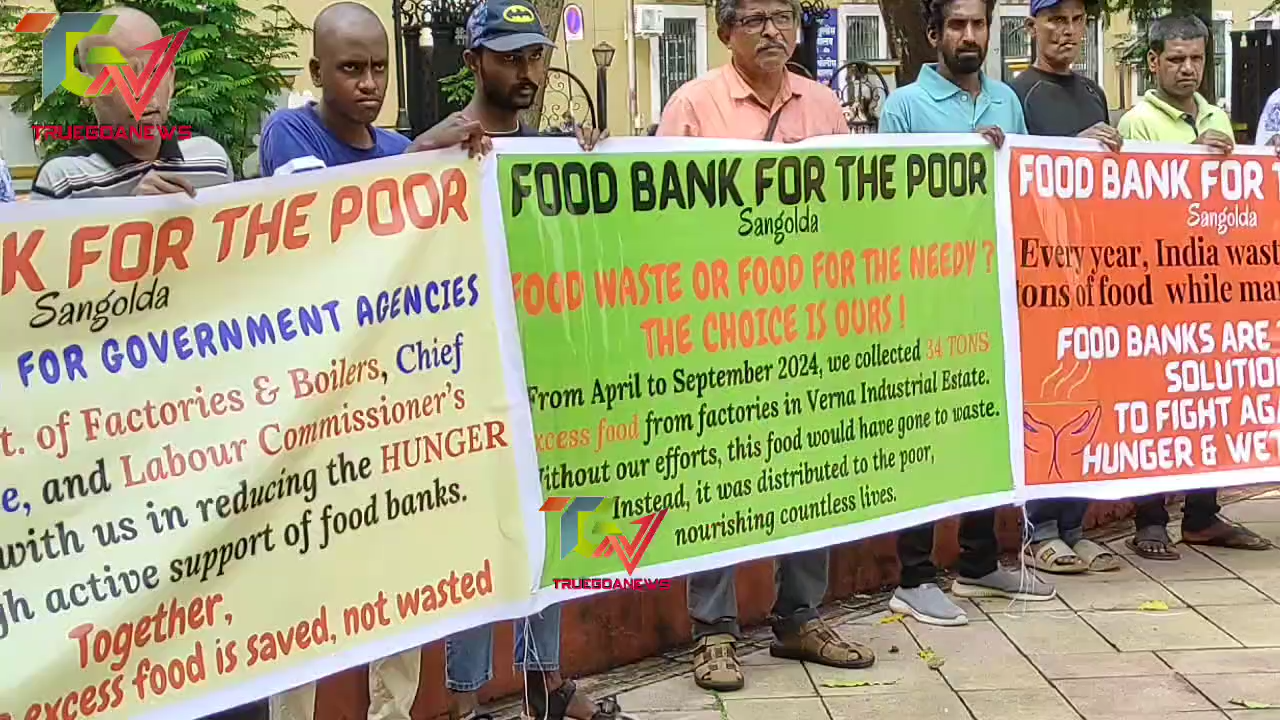 TGN
TRUEGOANEWS
K FOR THE POOR
Sangolda
FOR GOVERNMENT AGENCIES
t. of Factories & Boilers, Chief
e, and Labour Commissioner's
with us in reducing the HUNGER
gh active support of food banks.
Together,
excess food is saved, not wasted
FOOD BANK FOR THE POOR
Sangolda
FOOD WASTE OR FOOD FOR THE NEEDY ?
THE CHOICE IS OURS !
From April to September 2024, we collected 34 TONS
xcess food from factories in Verna Industrial Estate.
Without our efforts, this food would have gone to waste.
Instead, it was distributed to the poor,
nourishing countless lives.
TGN
TRUEGOANEWS
FOOD BANK FOR T
Sangolda
Every year, India wast
tons of food while ma
FOOD BANKS ARE
SOLUTIO
TO FIGHT AG
HUNGER & WE